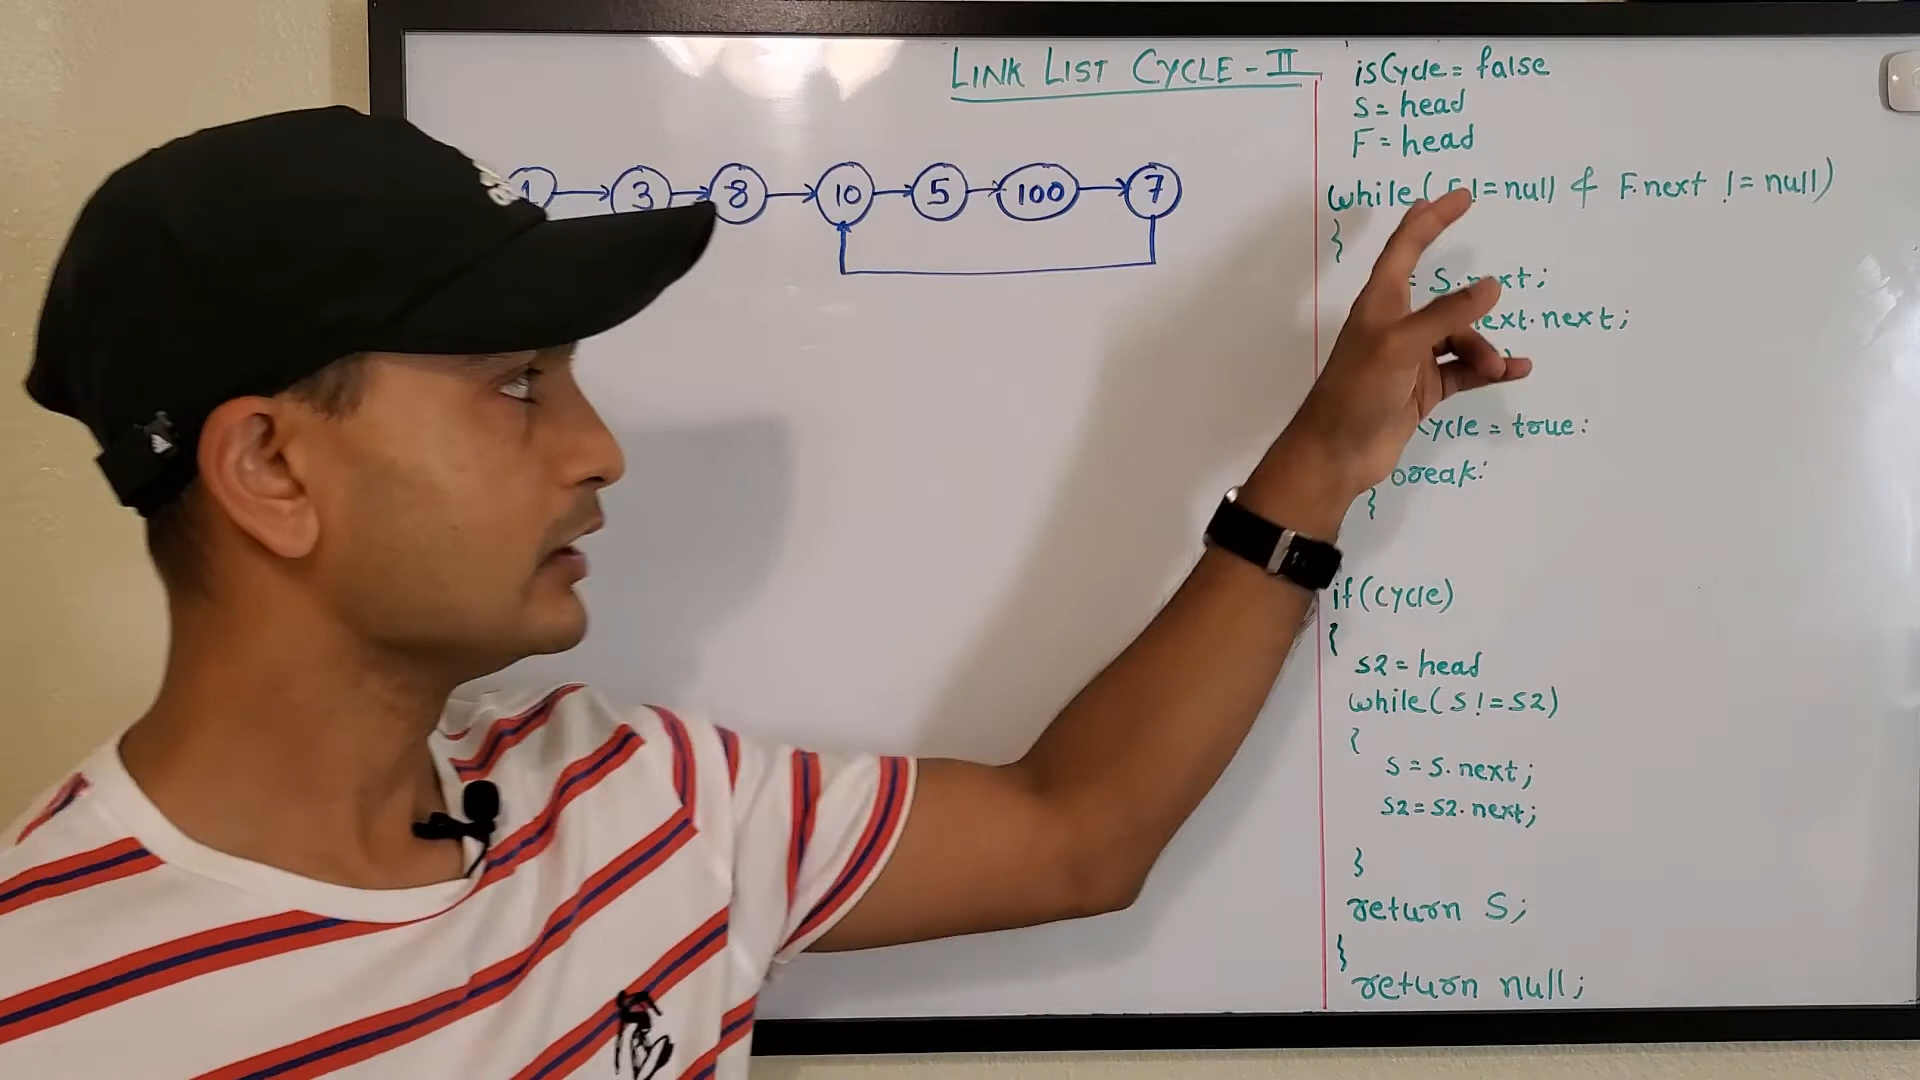 LINK LIST CYCLE - II
1 3 8 10 5 100 7
isCycle = false
S = head
F = head
while( F != null & F.next != null)
}
= S.next;
next.next;
)
cycle = true:
break:
}
if(cycle)
{
S2 = head
while( S != S2)
{
S = S.next;
S2 = S2.next;
}
return S;
}
return null;